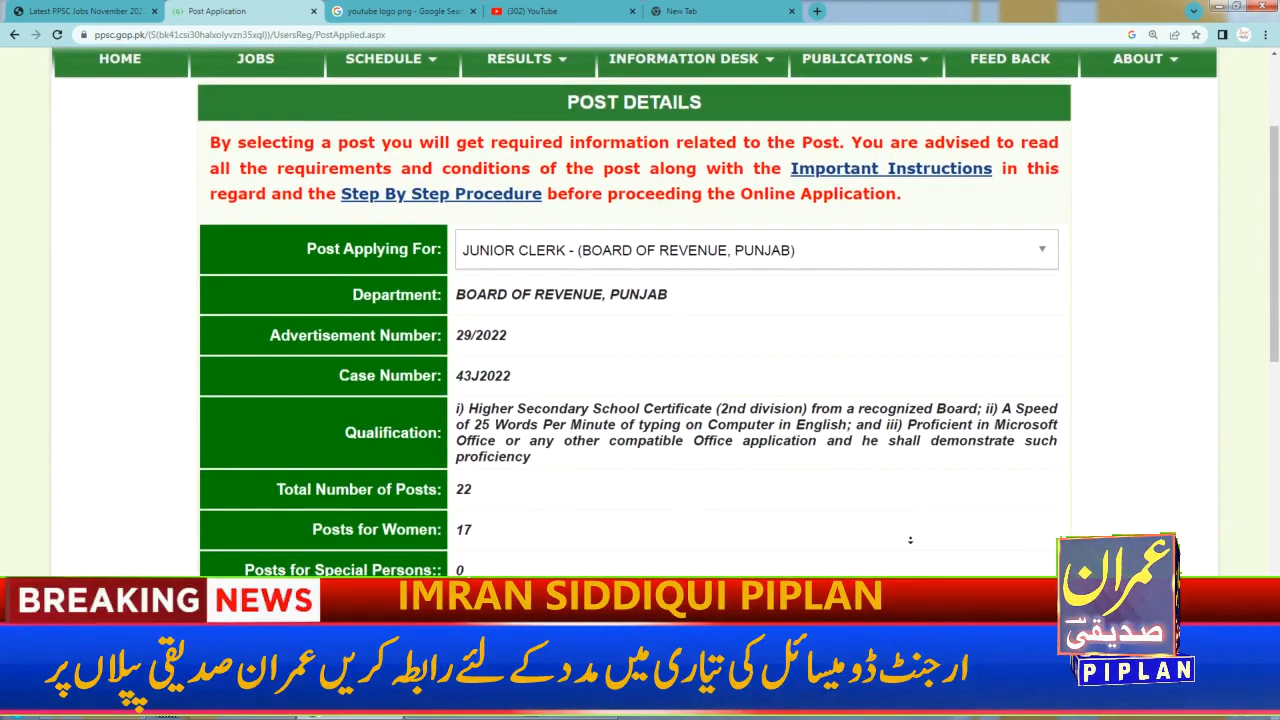 Latest PPSC Jobs November 202
Post Application
youtube logo png - Google Sea
(302) YouTube
New Tab
ppsc.gop.pk/(S(bk41csi30halxolyvzn35xql))/UsersReg/PostApplied.aspx
HOME JOBS SCHEDULE RESULTS INFORMATION DESK PUBLICATIONS FEED BACK ABOUT
POST DETAILS
By selecting a post you will get required information related to the Post. You are advised to read
all the requirements and conditions of the post along with the Important Instructions in this
regard and the Step By Step Procedure before proceeding the Online Application.
Post Applying For: JUNIOR CLERK - (BOARD OF REVENUE, PUNJAB)
Department: BOARD OF REVENUE, PUNJAB
Advertisement Number: 29/2022
Case Number: 43J2022
Qualification: i) Higher Secondary School Certificate (2nd division) from a recognized Board; ii) A Speed
of 25 Words Per Minute of typing on Computer in English; and iii) Proficient in Microsoft
Office or any other compatible Office application and he shall demonstrate such
proficiency
Total Number of Posts: 22
Posts for Women: 17
Posts for Special Persons:: 0
BREAKING NEWS
IMRAN SIDDIQUI PIPLAN
عمران
صدیقی
PIPLAN
ارجنٹ ڈومیسائل کی تیاری میں مدد کے لئے رابطہ کریں عمران صدیقی پپلاں پر